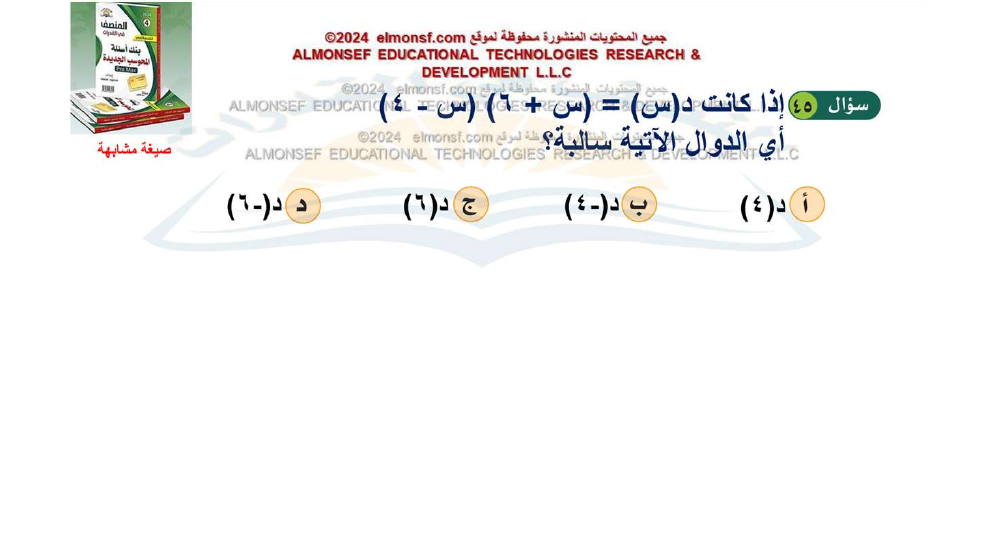 المنصف
في القدرات
بنك أسئلة
المحوسب الجديدة
صيغة مشابهة
جميع المحتويات المنشورة محفوظة لموقع elmonsf.com ©2024
ALMONSEF EDUCATIONAL TECHNOLOGIES RESEARCH &
DEVELOPMENT L.L.C
سؤال ٤٥ إذا كانت د(س) = (س + ٦) (س - ٤)
أي الدوال الآتية سالبة؟
أ د(٤) ب د(-٤) ج د(٦) د د(-٦)
جميع المحتويات المنشورة محفوظة لموقع elmonsf.com ©2024
ALMONSEF EDUCATIONAL TECHNOLOGIES RESEARCH & DEVELOPMENT L.L.C